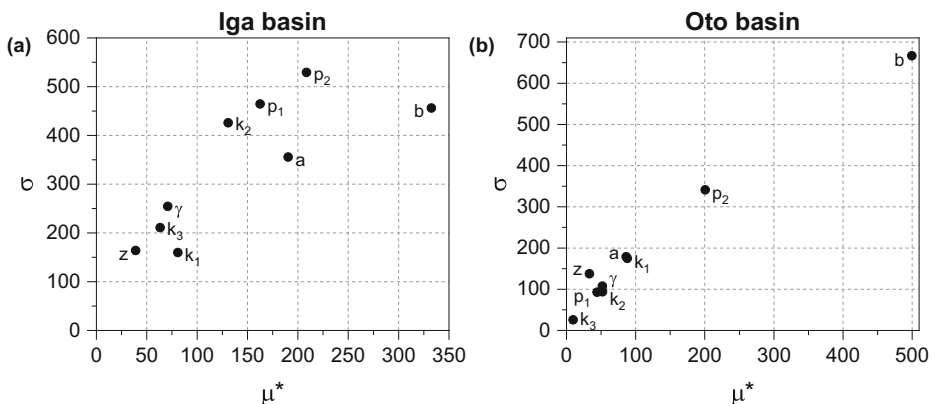 Iga basin
(a)
600
500
400
300
200
100
0
σ
p₂
p₁
b
k₂
a
γ
k₃
z
k₁
0 50 100 150 200 250 300 350
μ*
Oto basin
(b)
700
600
500
400
300
200
100
0
σ
b
p₂
a
k₁
z
γ
p₁
k₂
k₃
0 100 200 300 400 500
μ*